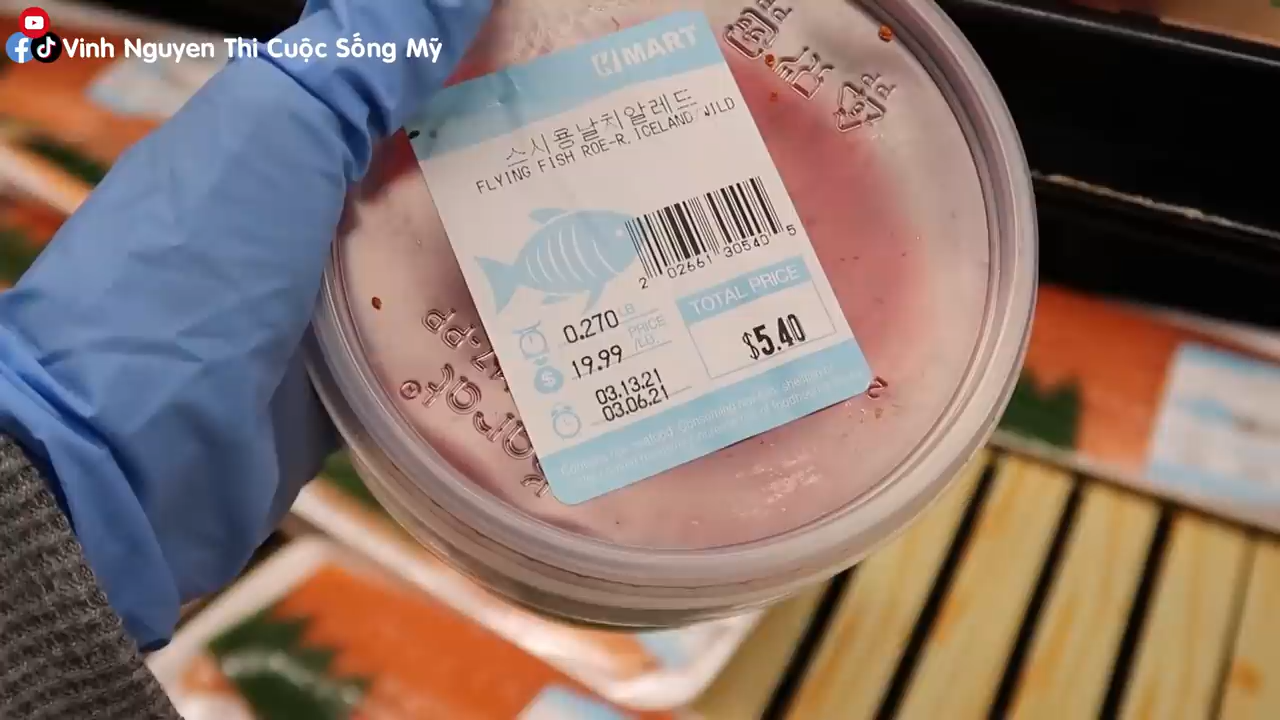 Vinh Nguyen Thi Cuộc Sống Mỹ
H MART
스시용날치알레드
FLYING FISH ROE-R. ICELAND/WILD
2 02661 30540 5
TOTAL PRICE
$5.40
0.270 LB
19.99 PRICE /LB.
03.13.21
03.06.21